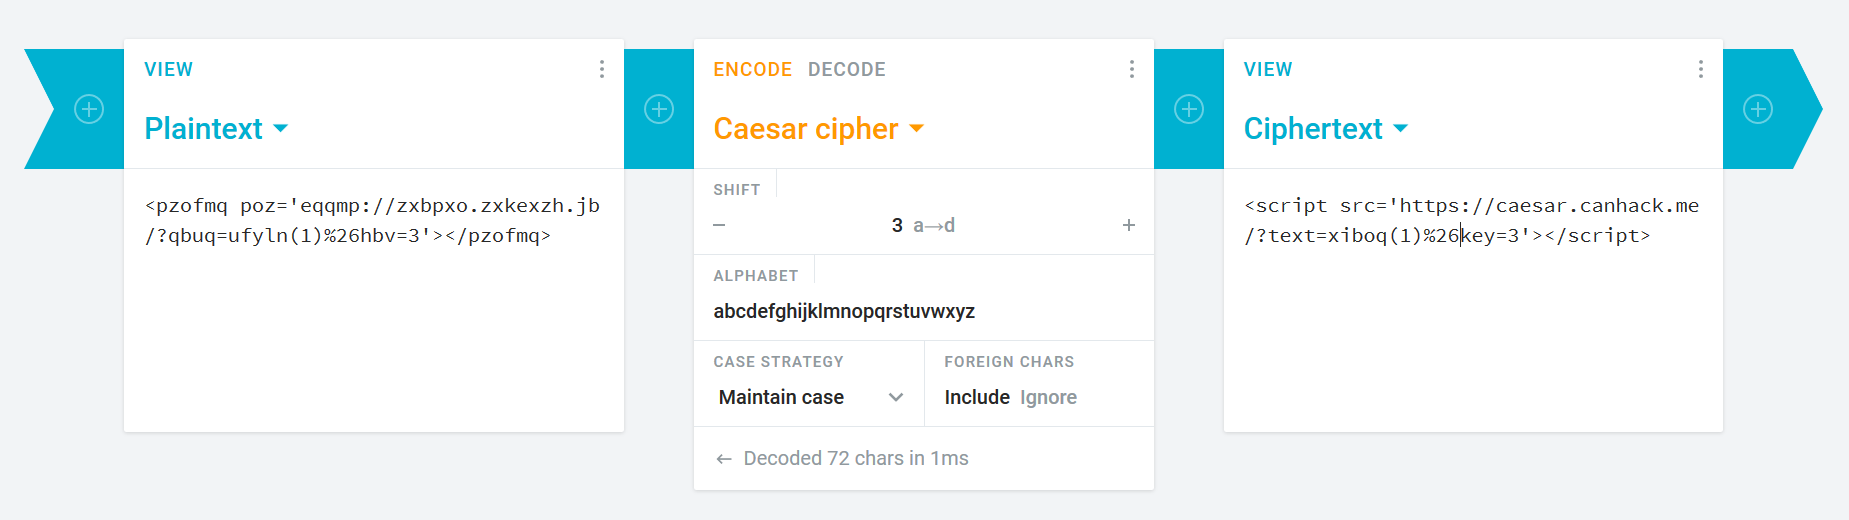 VIEW
Plaintext
<pzofmq poz='eqqmp://zxbpxo.zxkexzh.jb
/?qbuq=ufyln(1)%26hbv=3'></pzofmq>
ENCODE DECODE
Caesar cipher
SHIFT
3 a→d
ALPHABET
abcdefghijklmnopqrstuvwxyz
CASE STRATEGY
Maintain case
FOREIGN CHARS
Include Ignore
← Decoded 72 chars in 1ms
VIEW
Ciphertext
<script src='https://caesar.canhack.me
/?text=xiboq(1)%26key=3'></script>